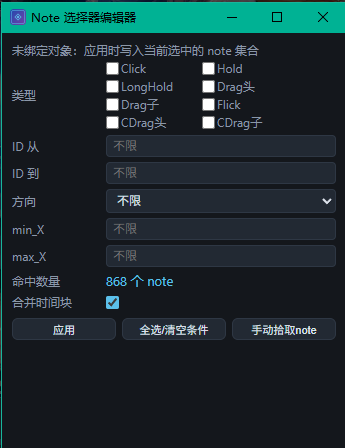 Note 选择器编辑器
未绑定对象：应用时写入当前选中的 note 集合
类型
Click Hold
LongHold Drag头
Drag子 Flick
CDrag头 CDrag子
ID 从 不限
ID 到 不限
方向 不限
min_X 不限
max_X 不限
命中数量 868 个 note
合并时间块
应用 全选/清空条件 手动拾取note